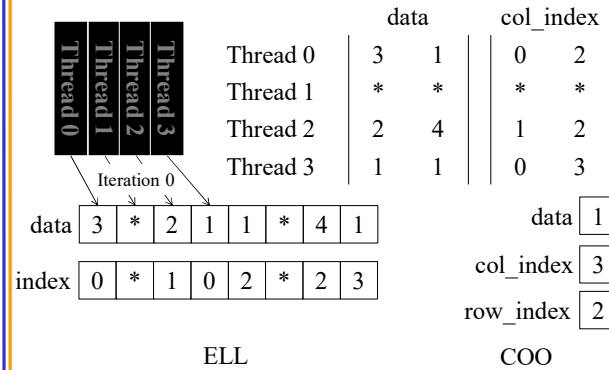 data col_index
Thread 0 3 1 0 2
Thread 1 * * * *
Thread 2 2 4 1 2
Thread 3 1 1 0 3
Thread 0
Thread 1
Thread 2
Thread 3
Iteration 0
data 3 * 2 1 1 * 4 1
index 0 * 1 0 2 * 2 3
data 1
col_index 3
row_index 2
ELL COO